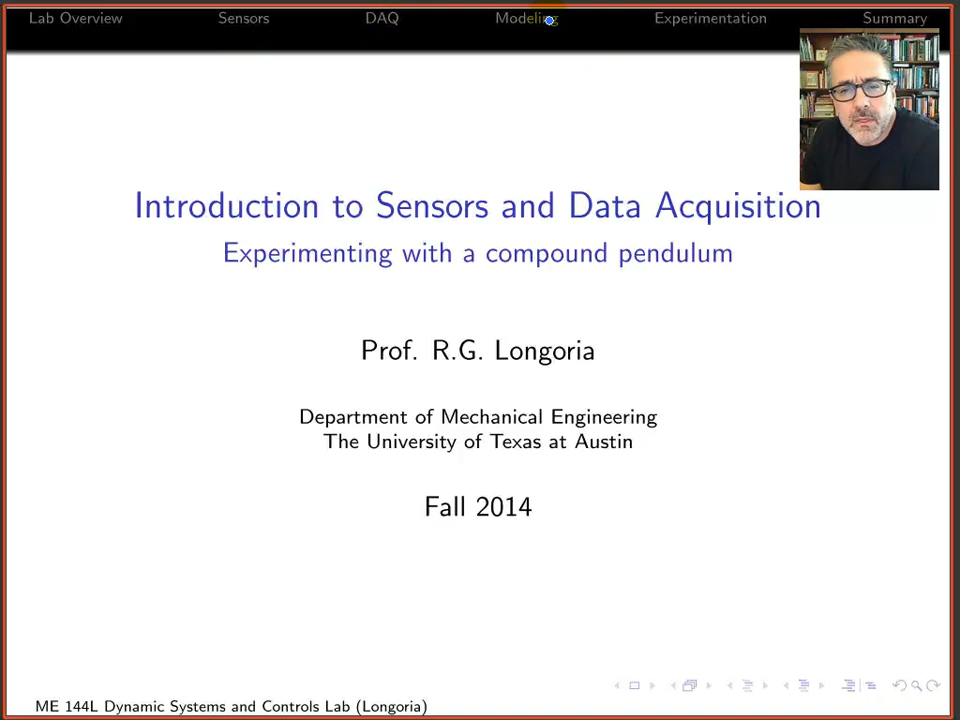 Lab Overview Sensors DAQ Modeling Experimentation Summary
Introduction to Sensors and Data Acquisition
Experimenting with a compound pendulum
Prof. R.G. Longoria
Department of Mechanical Engineering
The University of Texas at Austin
Fall 2014
ME 144L Dynamic Systems and Controls Lab (Longoria)